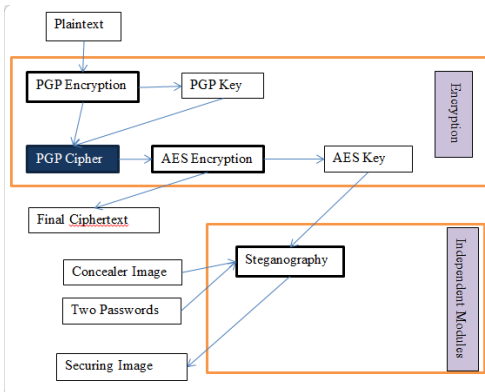 Plaintext
PGP Encryption
PGP Key
Encryption
PGP Cipher
AES Encryption
AES Key
Final Ciphertext
Steganography
Independent Modules
Concealer Image
Two Passwords
Securing Image